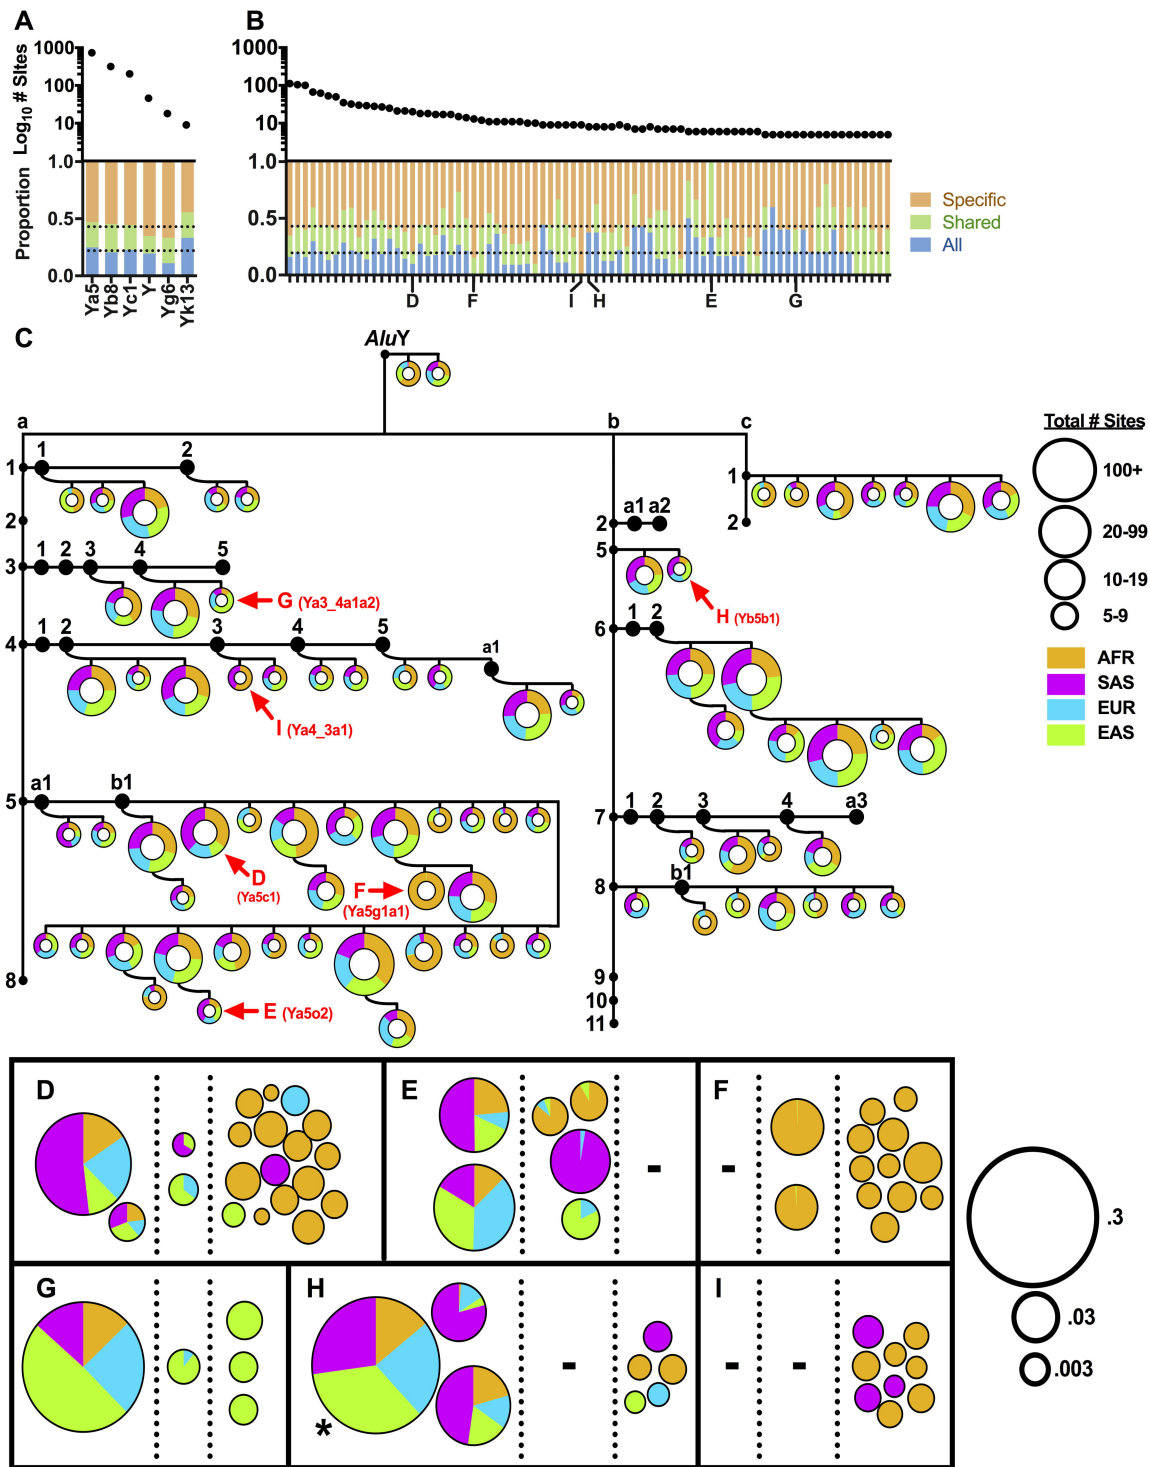 A
B
Log10 # SItes
1000
100
10
1000
100
10
Proportion
1.0
0.5
0.0
1.0
0.5
0.0
Specific
Shared
All
Ya5
Yb8
Yc1
Y
Yg6
Yk13
D
F
I
H
E
G
C
AluY
a
b
c
Total # Sites
100+
20-99
10-19
5-9
AFR
SAS
EUR
EAS
1
1
2
2
3
1
2
3
4
5
G (Ya3_4a1a2)
4
1
2
3
4
5
a1
I (Ya4_3a1)
5
a1
b1
D
(Ya5c1)
F
(Ya5g1a1)
8
E (Ya5o2)
1
2
2
a1
a2
5
H (Yb5b1)
6
1
2
7
1
2
3
4
a3
8
b1
9
10
11
D
E
-
F
-
.3
.03
.003
G
H
*
-
I
-
-